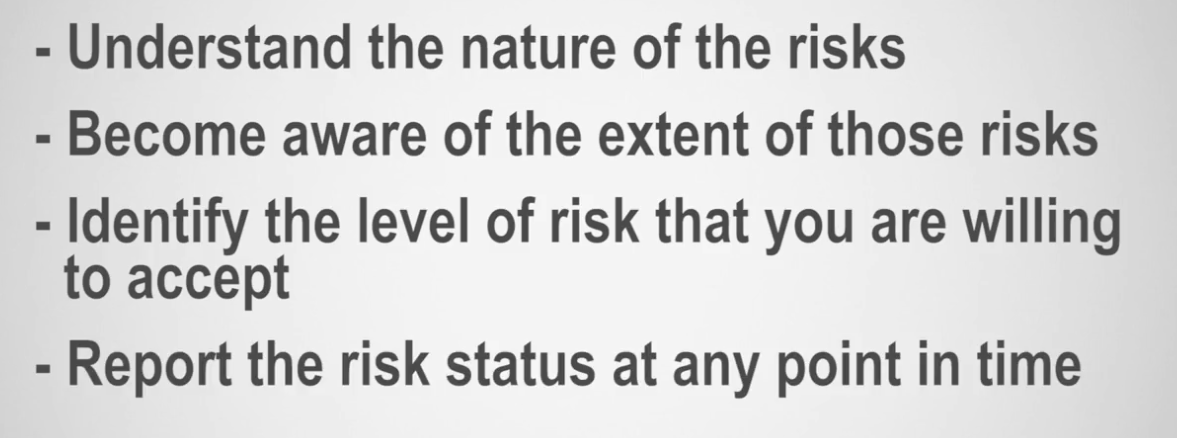 - Understand the nature of the risks
- Become aware of the extent of those risks
- Identify the level of risk that you are willing
to accept
- Report the risk status at any point in time